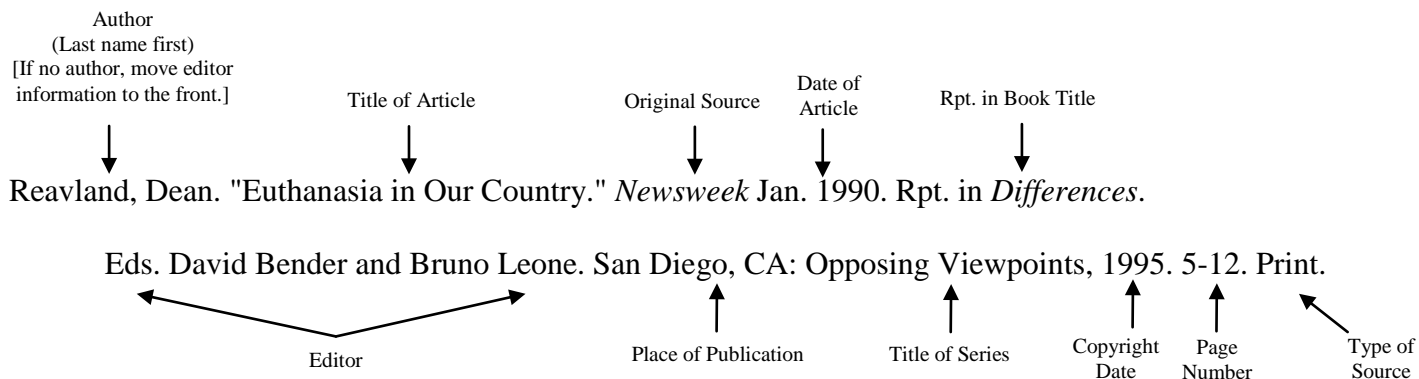 Author
(Last name first)
[If no author, move editor
information to the front.]
Title of Article
Original Source
Date of
Article
Rpt. in Book Title
Reavland, Dean. "Euthanasia in Our Country." Newsweek Jan. 1990. Rpt. in Differences.
Eds. David Bender and Bruno Leone. San Diego, CA: Opposing Viewpoints, 1995. 5-12. Print.
Editor
Place of Publication
Title of Series
Copyright
Date
Page
Number
Type of
Source